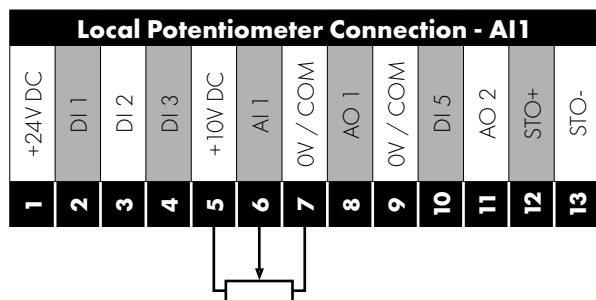 Local Potentiometer Connection - AI1
+24V DC
DI 1
DI 2
DI 3
+10V DC
AI 1
0V / COM
AO 1
0V / COM
DI 5
AO 2
STO+
STO-
1
2
3
4
5
6
7
8
9
10
11
12
13